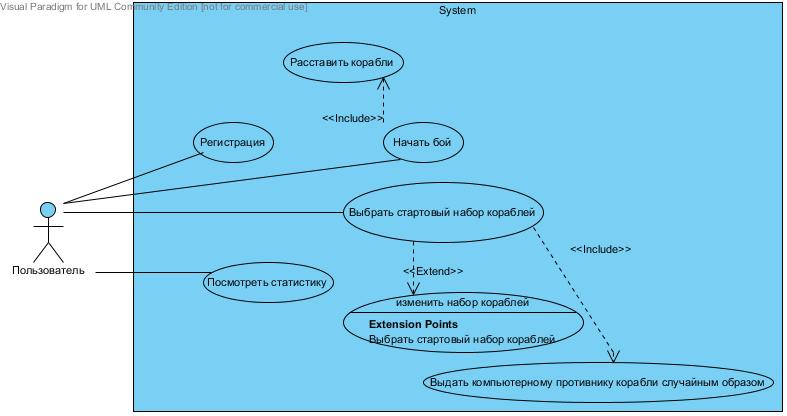 Visual Paradigm for UML Community Edition [not for commercial use]
System
Расставить корабли
<<Include>>
Регистрация
Начать бой
Выбрать стартовый набор кораблей
<<Include>>
Пользователь
<<Extend>>
Посмотреть статистику
изменить набор кораблей
Extension Points
Выбрать стартовый набор кораблей
Выдать компьютерному противнику корабли случайным образом